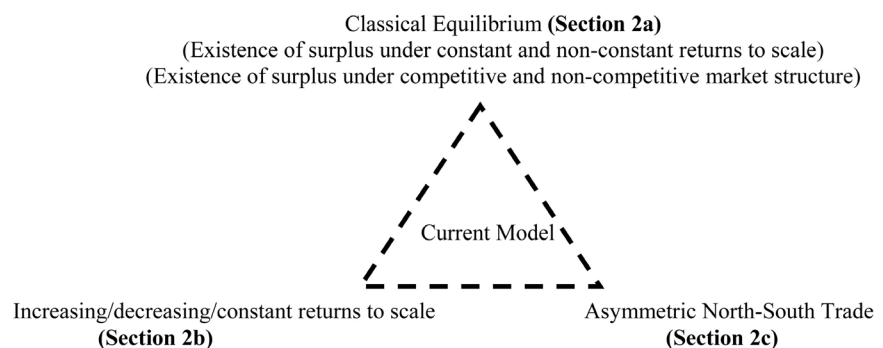 Classical Equilibrium (Section 2a)
(Existence of surplus under constant and non-constant returns to scale)
(Existence of surplus under competitive and non-competitive market structure)
Current Model
Increasing/decreasing/constant returns to scale
(Section 2b)
Asymmetric North-South Trade
(Section 2c)